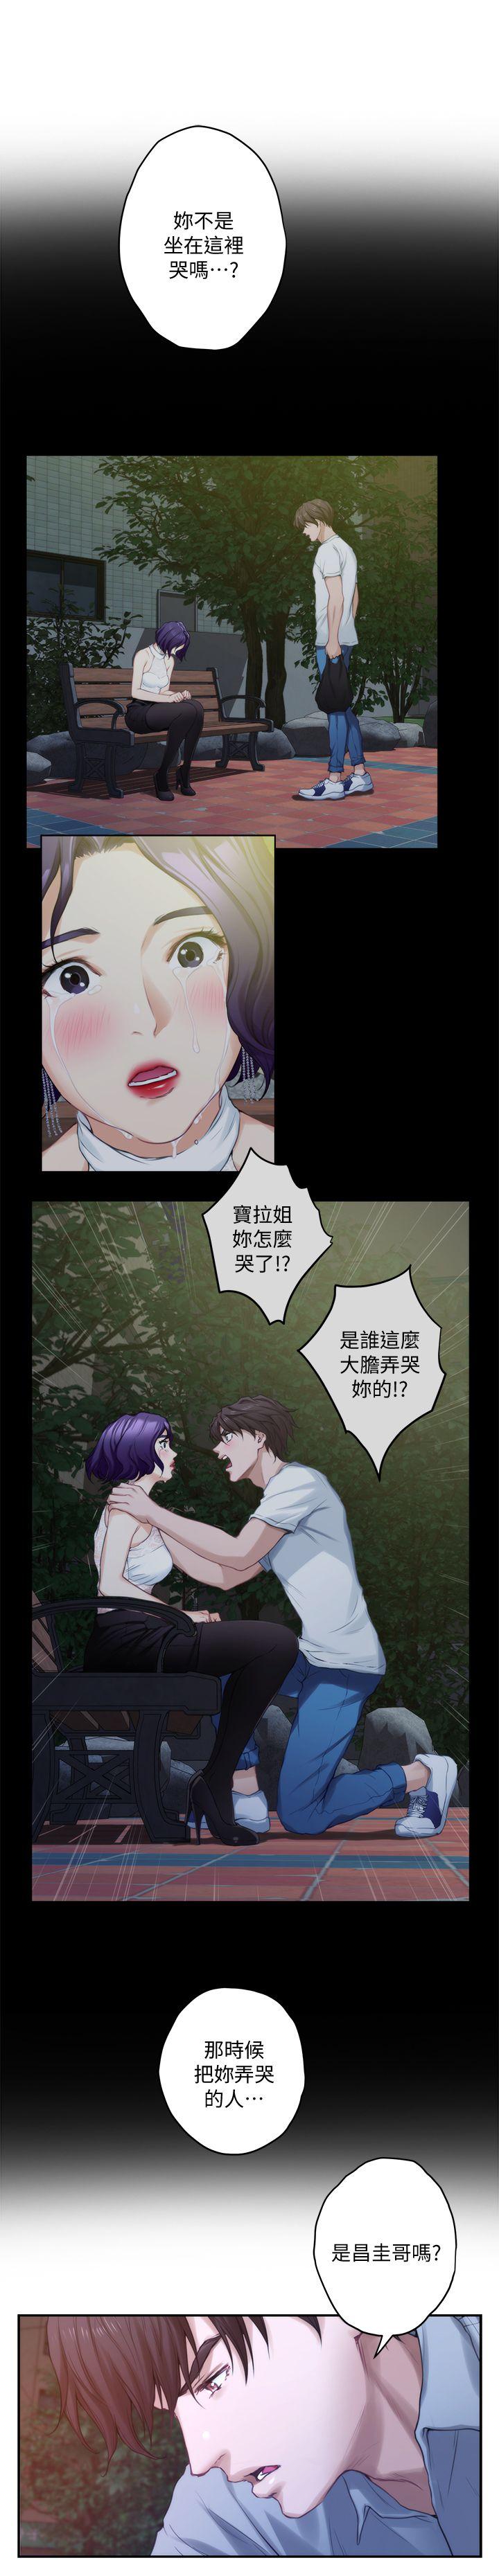 妳不是
坐在這裡
哭嗎⋯?
寶拉姐
妳怎麼
哭了!?
是誰這麼
大膽弄哭
妳的!?
那時候
把妳弄哭
的人⋯
是昌圭哥嗎?